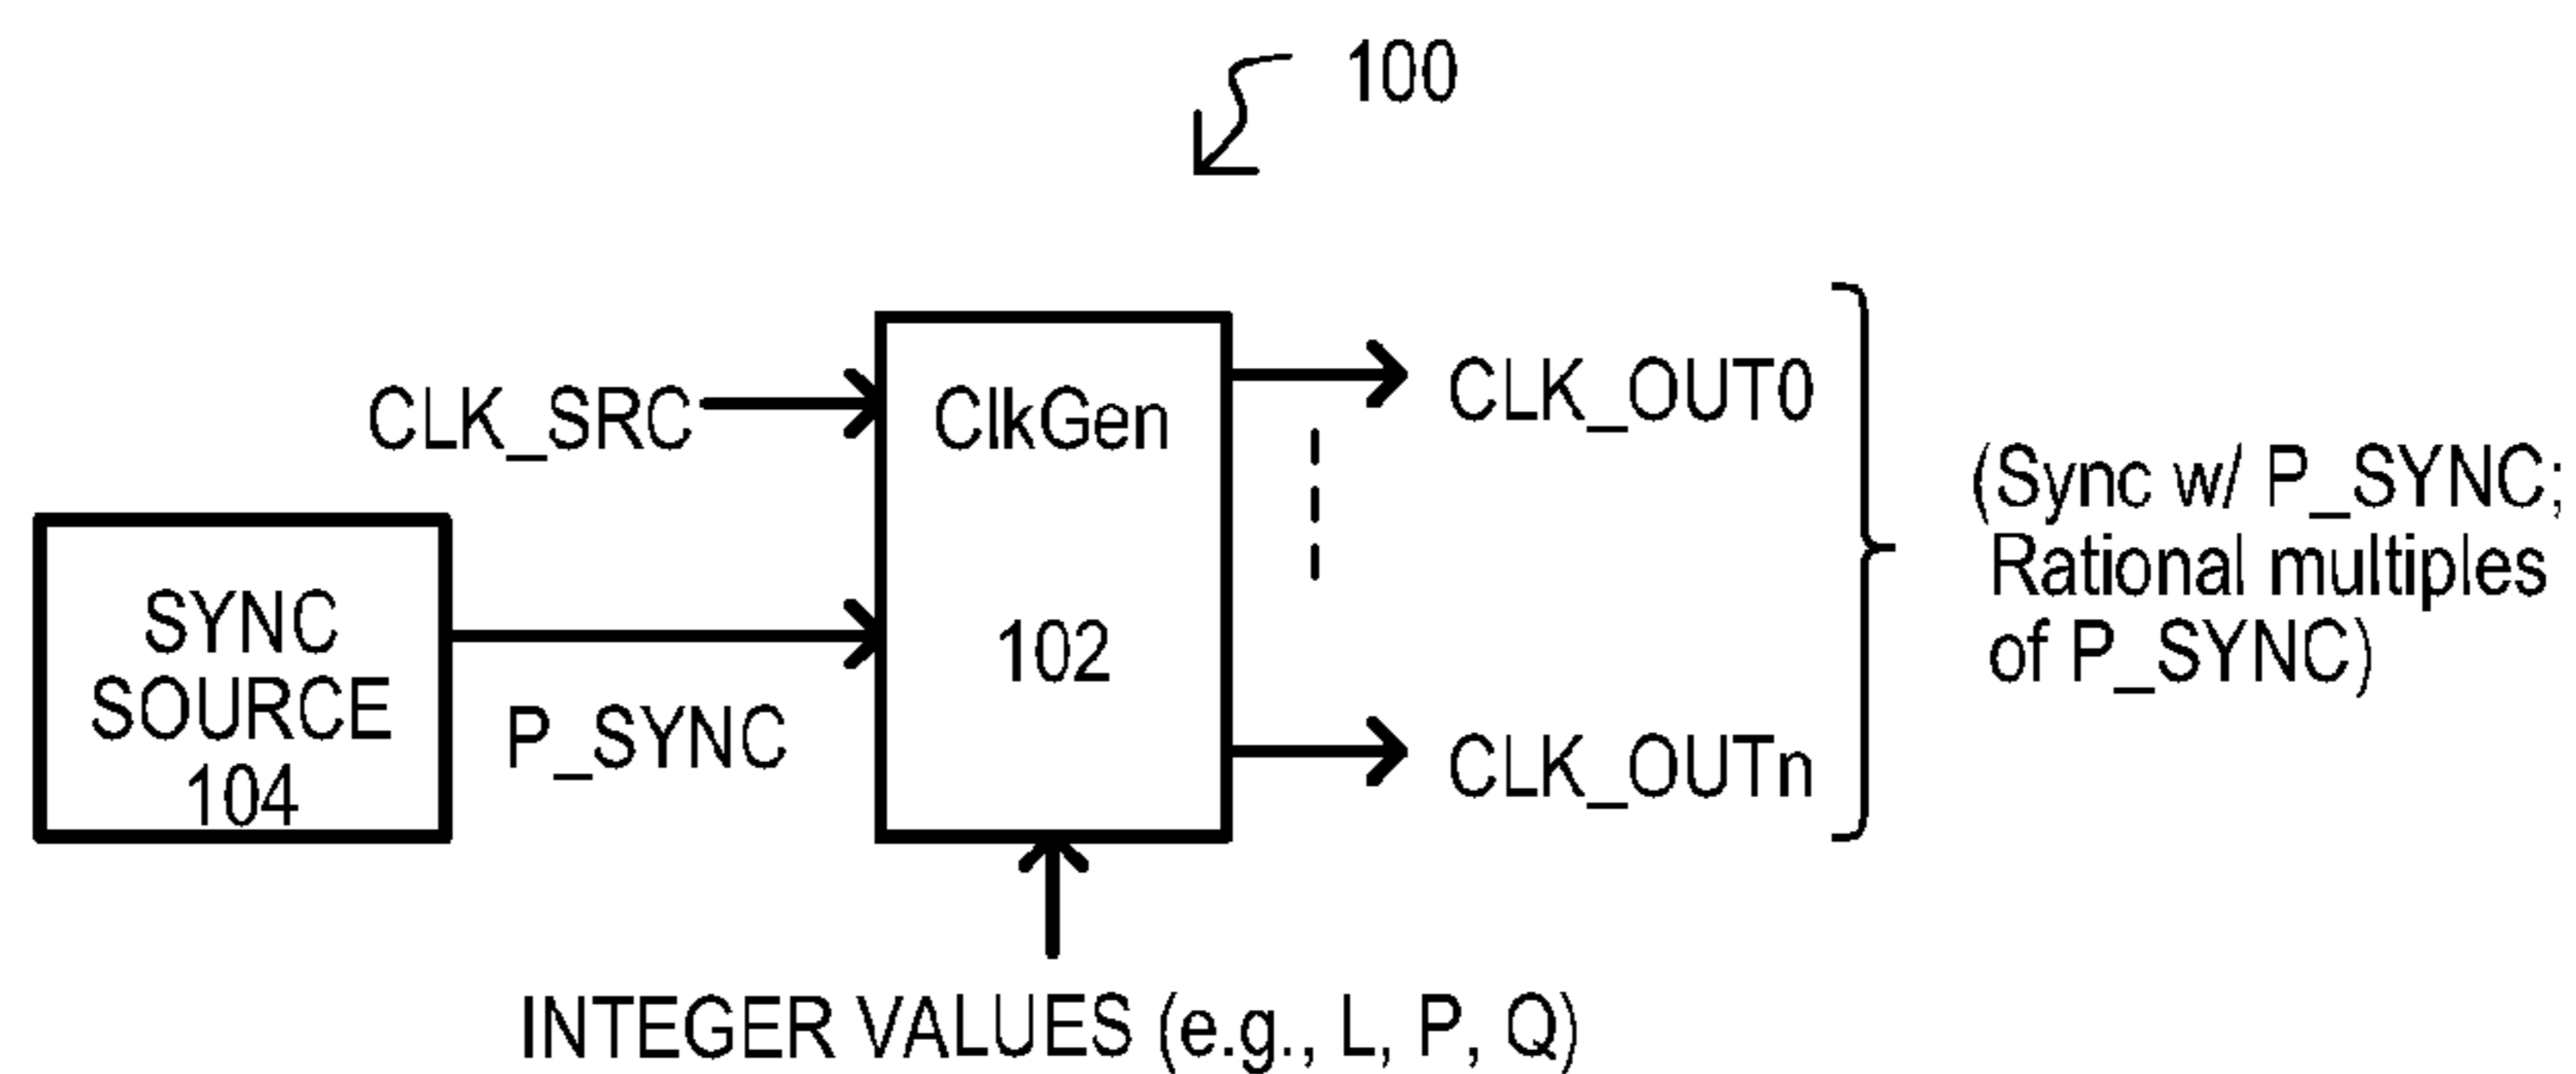 100
CLK_SRC
ClkGen
102
SYNC
SOURCE
104
P_SYNC
CLK_OUT0
CLK_OUTn
(Sync w/ P_SYNC;
Rational multiples
of P_SYNC)
INTEGER VALUES (e.g., L, P, Q)